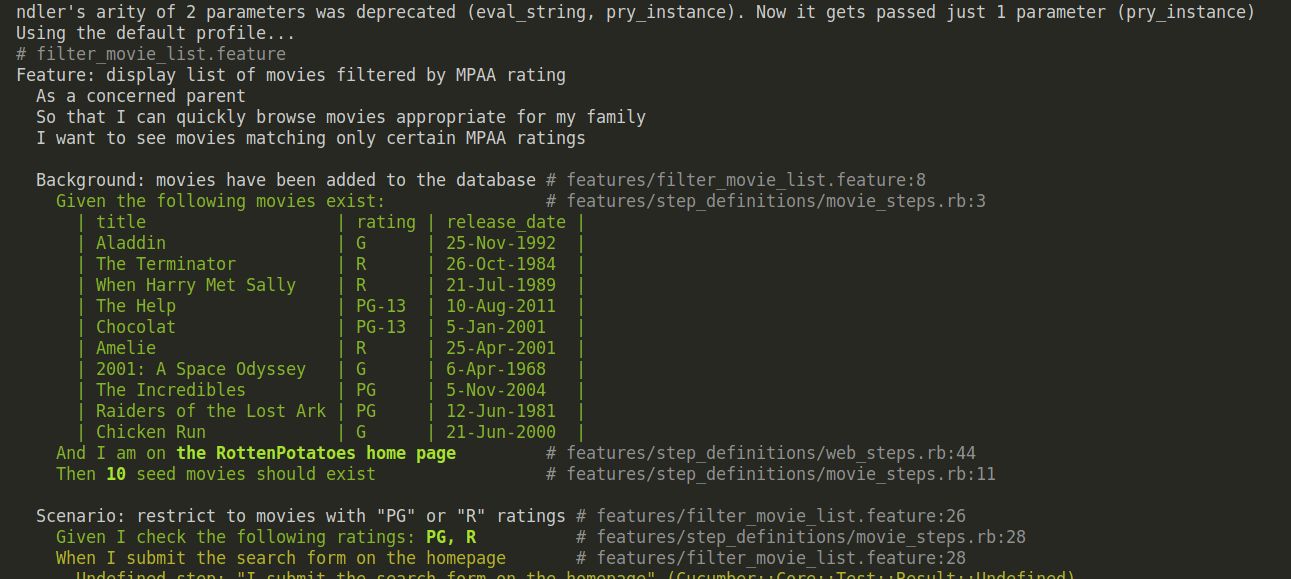 ndler's arity of 2 parameters was deprecated (eval_string, pry_instance). Now it gets passed just 1 parameter (pry_instance)
Using the default profile...
# filter_movie_list.feature
Feature: display list of movies filtered by MPAA rating
  As a concerned parent
  So that I can quickly browse movies appropriate for my family
  I want to see movies matching only certain MPAA ratings

  Background: movies have been added to the database # features/filter_movie_list.feature:8
    Given the following movies exist:                # features/step_definitions/movie_steps.rb:3
      | title                   | rating | release_date |
      | Aladdin                 | G      | 25-Nov-1992  |
      | The Terminator          | R      | 26-Oct-1984  |
      | When Harry Met Sally    | R      | 21-Jul-1989  |
      | The Help                | PG-13  | 10-Aug-2011  |
      | Chocolat                | PG-13  | 5-Jan-2001   |
      | Amelie                  | R      | 25-Apr-2001  |
      | 2001: A Space Odyssey   | G      | 6-Apr-1968   |
      | The Incredibles         | PG     | 5-Nov-2004   |
      | Raiders of the Lost Ark | PG     | 12-Jun-1981  |
      | Chicken Run             | G      | 21-Jun-2000  |
    And I am on the RottenPotatoes home page         # features/step_definitions/web_steps.rb:44
    Then 10 seed movies should exist                 # features/step_definitions/movie_steps.rb:11

  Scenario: restrict to movies with "PG" or "R" ratings # features/filter_movie_list.feature:26
    Given I check the following ratings: PG, R          # features/step_definitions/movie_steps.rb:28
    When I submit the search form on the homepage       # features/filter_movie_list.feature:28
      Undefined step: "I submit the search form on the homepage" (Cucumber::Core::Test::Result::Undefined)